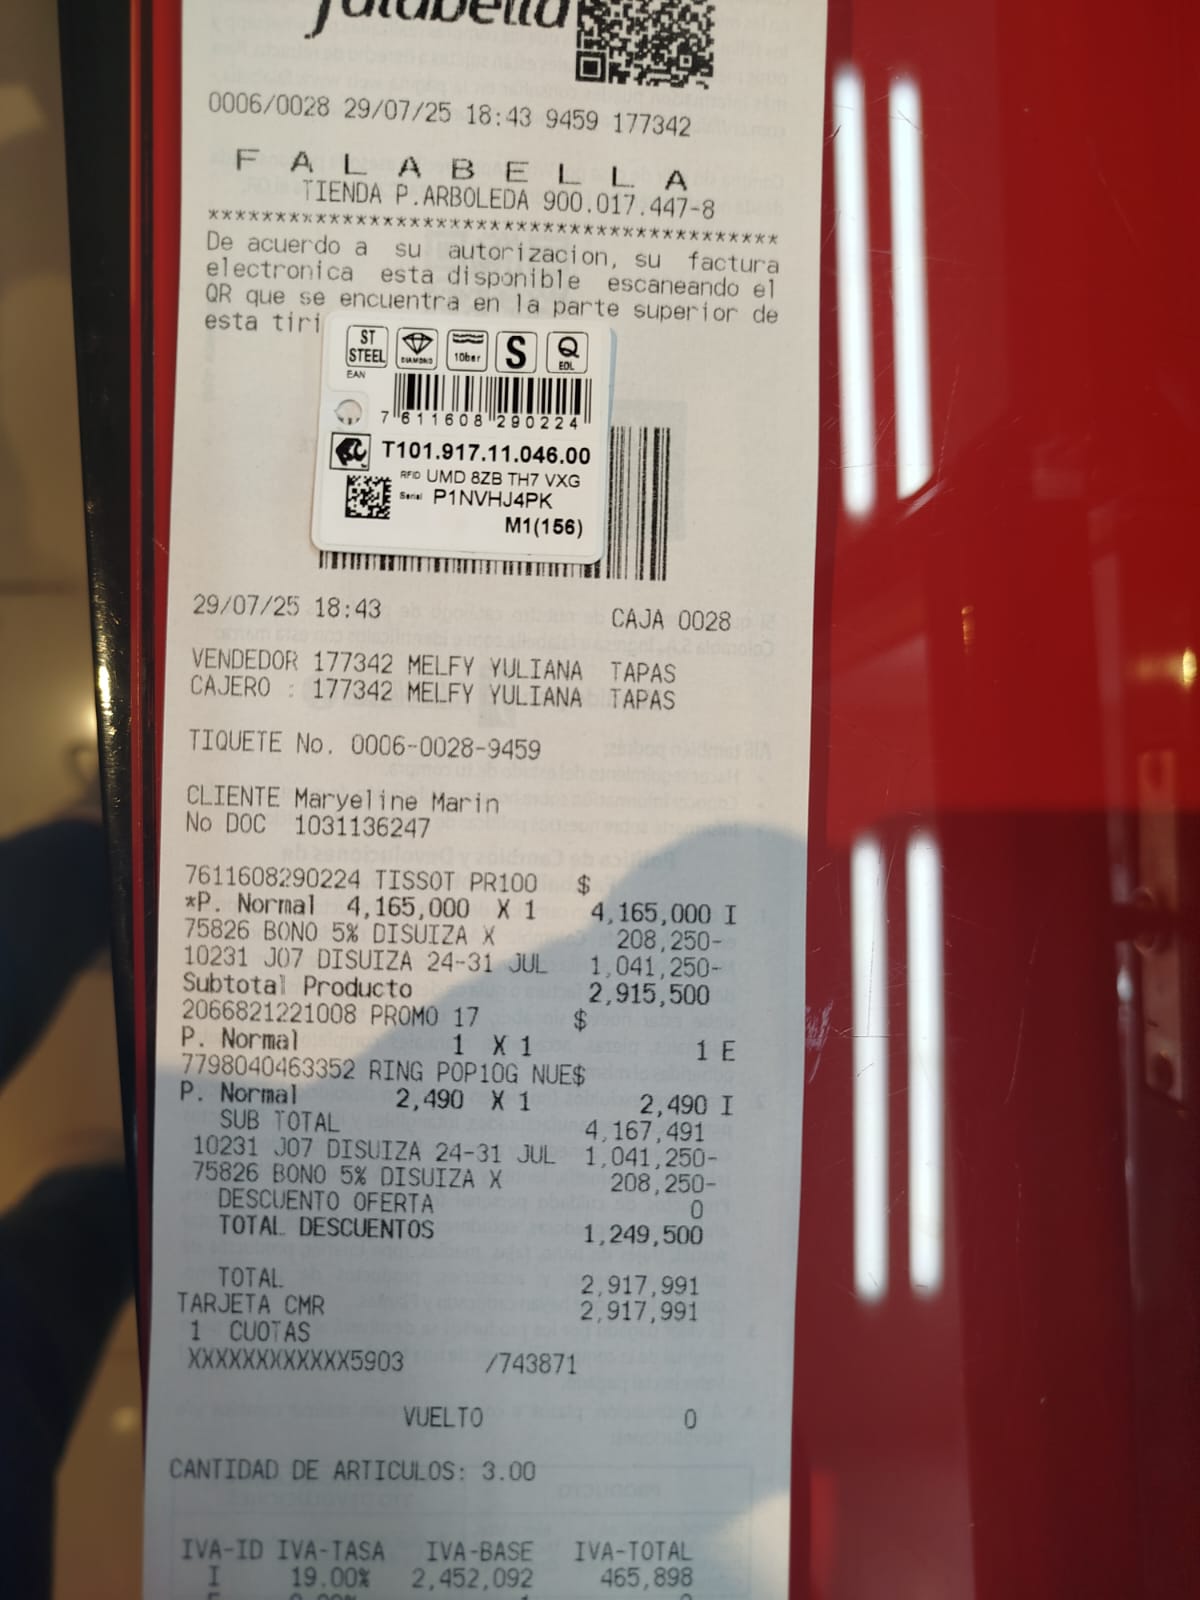 falabella
0006/0028 29/07/25 18:43 9459 177342
F A L A B E L L A
TIENDA P.ARBOLEDA 900.017.447-8
******************************************
De acuerdo a su autorizacion, su factura
electronica esta disponible escaneando el
QR que se encuentra en la parte superior de
esta tiri
ST STEEL
DIAMOND
10ber
S
Q EOL
EAN
7 611608 290224
T101.917.11.046.00
RFID UMD 8ZB TH7 VXG
Serial P1NVHJ4PK
M1(156)
29/07/25 18:43 CAJA 0028
VENDEDOR 177342 MELFY YULIANA TAPAS
CAJERO : 177342 MELFY YULIANA TAPAS
TIQUETE No. 0006-0028-9459
CLIENTE Maryeline Marin
No DOC 1031136247
7611608290224 TISSOT PR100 $
*P. Normal 4,165,000 X 1 4,165,000 I
75826 BONO 5% DISUIZA X 208,250-
10231 J07 DISUIZA 24-31 JUL 1,041,250-
Subtotal Producto 2,915,500
2066821221008 PROMO 17 $
P. Normal 1 X 1 1 E
7798040463352 RING POP10G NUE$
P. Normal 2,490 X 1 2,490 I
SUB TOTAL 4,167,491
10231 J07 DISUIZA 24-31 JUL 1,041,250-
75826 BONO 5% DISUIZA X 208,250-
DESCUENTO OFERTA 0
TOTAL DESCUENTOS 1,249,500
TOTAL 2,917,991
TARJETA CMR 2,917,991
1 CUOTAS
XXXXXXXXXXXX5903 /743871
VUELTO 0
CANTIDAD DE ARTICULOS: 3.00
IVA-ID IVA-TASA IVA-BASE IVA-TOTAL
I 19.00% 2,452,092 465,898